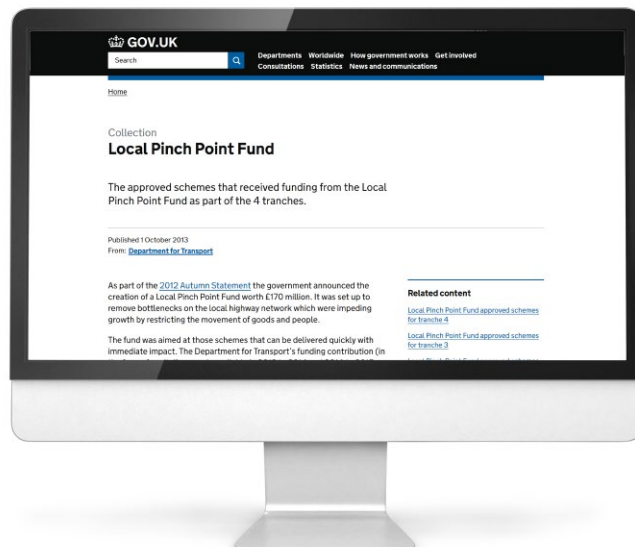 GOV.UK
Search
Departments Worldwide How government works Get involved
Consultations Statistics News and communications
Home
Collection
Local Pinch Point Fund
The approved schemes that received funding from the Local
Pinch Point Fund as part of the 4 tranches.
Published 1 October 2013
From: Department for Transport
As part of the 2012 Autumn Statement the government announced the
creation of a Local Pinch Point Fund worth £170 million. It was set up to
remove bottlenecks on the local highway network which were impeding
growth by restricting the movement of goods and people.
The fund was aimed at those schemes that can be delivered quickly with
immediate impact. The Department for Transport's funding contribution (in
Related content
Local Pinch Point Fund approved schemes
for tranche 4
Local Pinch Point Fund approved schemes
for tranche 3